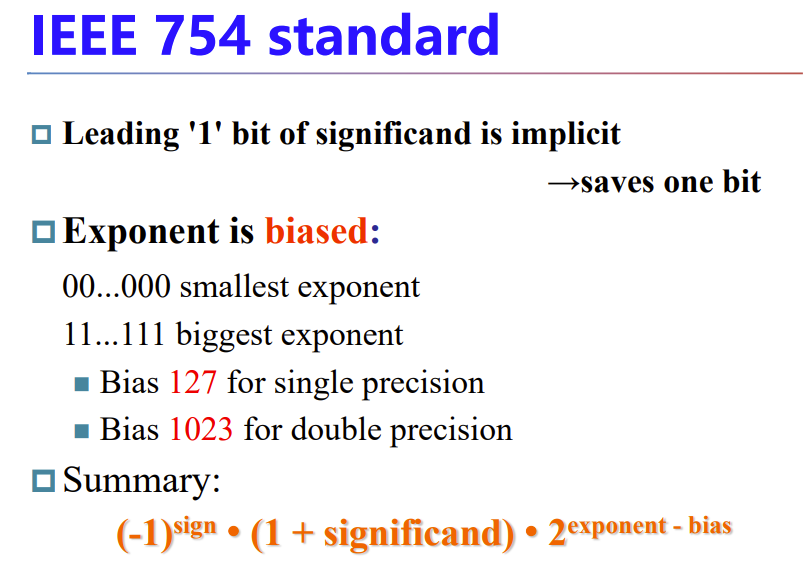 IEEE 754 standard
Leading '1' bit of significand is implicit
→saves one bit
Exponent is biased:
00...000 smallest exponent
11...111 biggest exponent
Bias 127 for single precision
Bias 1023 for double precision
Summary:
(-1)^sign • (1 + significand) • 2^exponent - bias